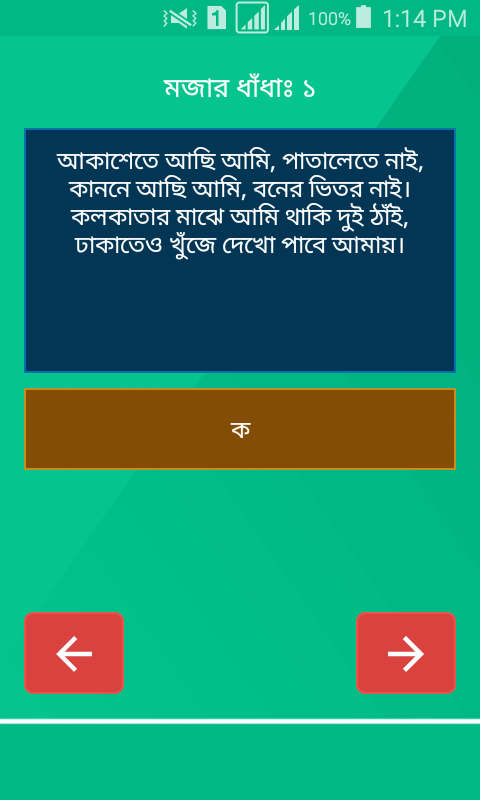 1 100% 1:14 PM
মজার ধাঁধাঃ ১
আকাশেতে আছি আমি, পাতালেতে নাই,
কাননে আছি আমি, বনের ভিতর নাই।
কলকাতার মাঝে আমি থাকি দুই ঠাঁই,
ঢাকাতেও খুঁজে দেখো পাবে আমায়।
ক